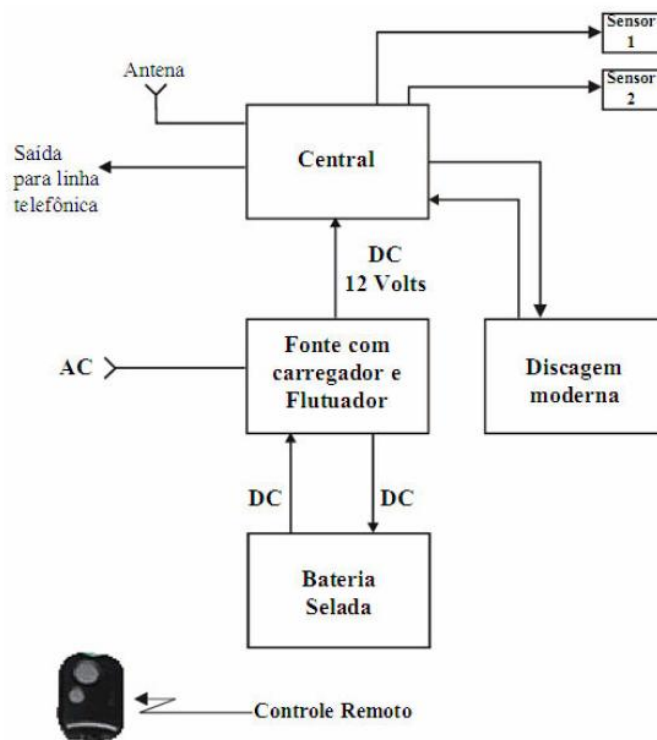 Sensor
1
Sensor
2
Antena
Central
Saída
para linha
telefônica
DC
12 Volts
AC
Fonte com
carregador e
Flutuador
Discagem
moderna
DC
DC
Bateria
Selada
Controle Remoto